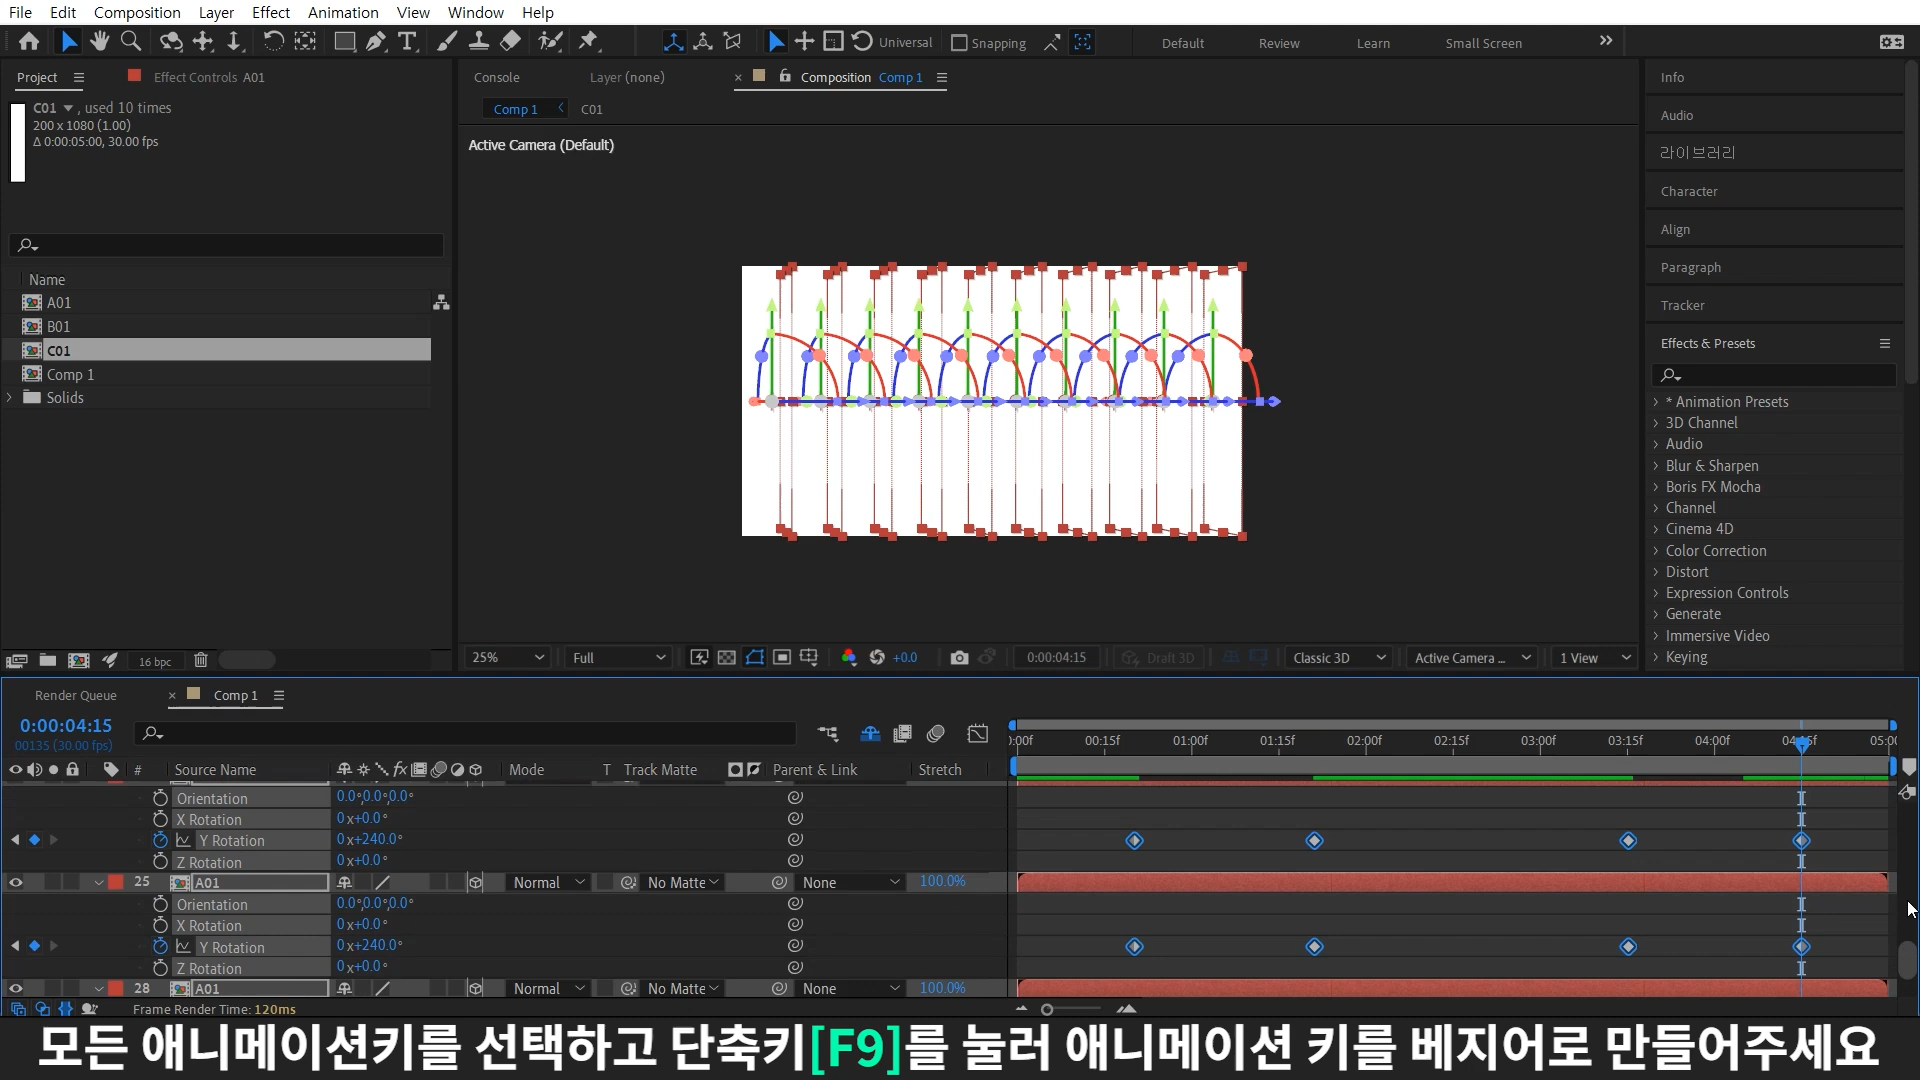 File Edit Composition Layer Effect Animation View Window Help
Universal Snapping Default Review Learn Small Screen
Project Effect Controls A01
C01 , used 10 times
200 x 1080 (1.00)
Δ 0:00:05:00, 30.00 fps
Name
A01
B01
C01
Comp 1
Solids
16 bpc
Console Layer (none) × Composition Comp 1
Comp 1 C01
Active Camera (Default)
25% Full +0.0 0:00:04:15 Draft 3D Classic 3D Active Camera ... 1 View
Info
Audio
라이브러리
Character
Align
Paragraph
Tracker
Effects & Presets
* Animation Presets
3D Channel
Audio
Blur & Sharpen
Boris FX Mocha
Channel
Cinema 4D
Color Correction
Distort
Expression Controls
Generate
Immersive Video
Keying
Render Queue × Comp 1
0:00:04:15
00135 (30.00 fps)
# Source Name fx Mode T Track Matte Parent & Link Stretch
):00f 00:15f 01:00f 01:15f 02:00f 02:15f 03:00f 03:15f 04:00f 05:00
Orientation 0.0°,0.0°,0.0°
X Rotation 0x+0.0°
Y Rotation 0x+240.0°
Z Rotation 0x+0.0°
25 A01 Normal No Matte None 100.0%
Orientation 0.0°,0.0°,0.0°
X Rotation 0x+0.0°
Y Rotation 0x+240.0°
Z Rotation 0x+0.0°
28 A01 Normal No Matte None 100.0%
Frame Render Time: 120ms
모든 애니메이션키를 선택하고 단축키[F9]를 눌러 애니메이션 키를 베지어로 만들어주세요